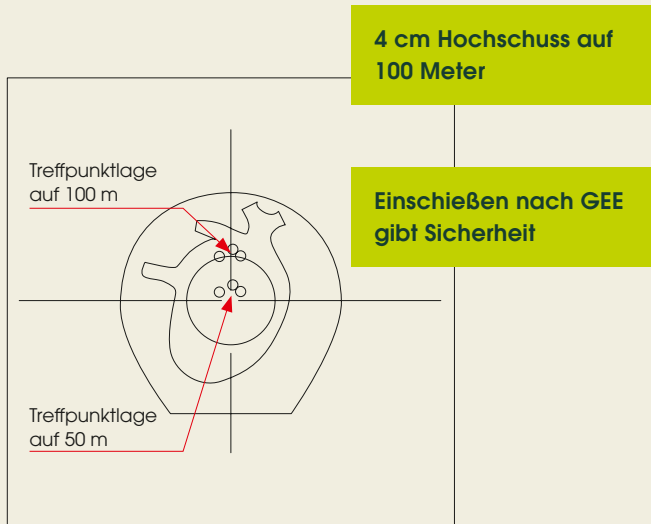 4 cm Hochschuss auf
100 Meter
Treffpunktlage
auf 100 m
Einschießen nach GEE
gibt Sicherheit
Treffpunktlage
auf 50 m